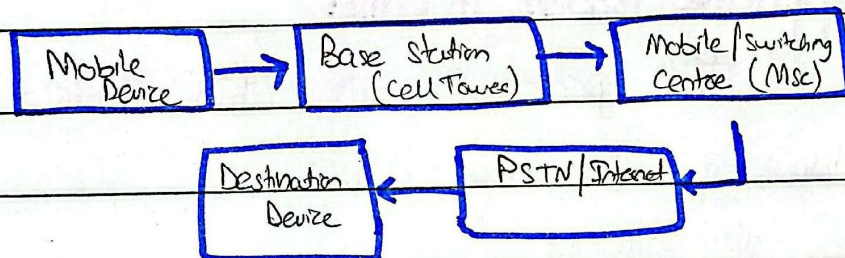 Mobile
Device
Base Station
(Cell Tower)
Mobile/Switching
Centre (MSC)
PSTN/Internet
Destination
Device